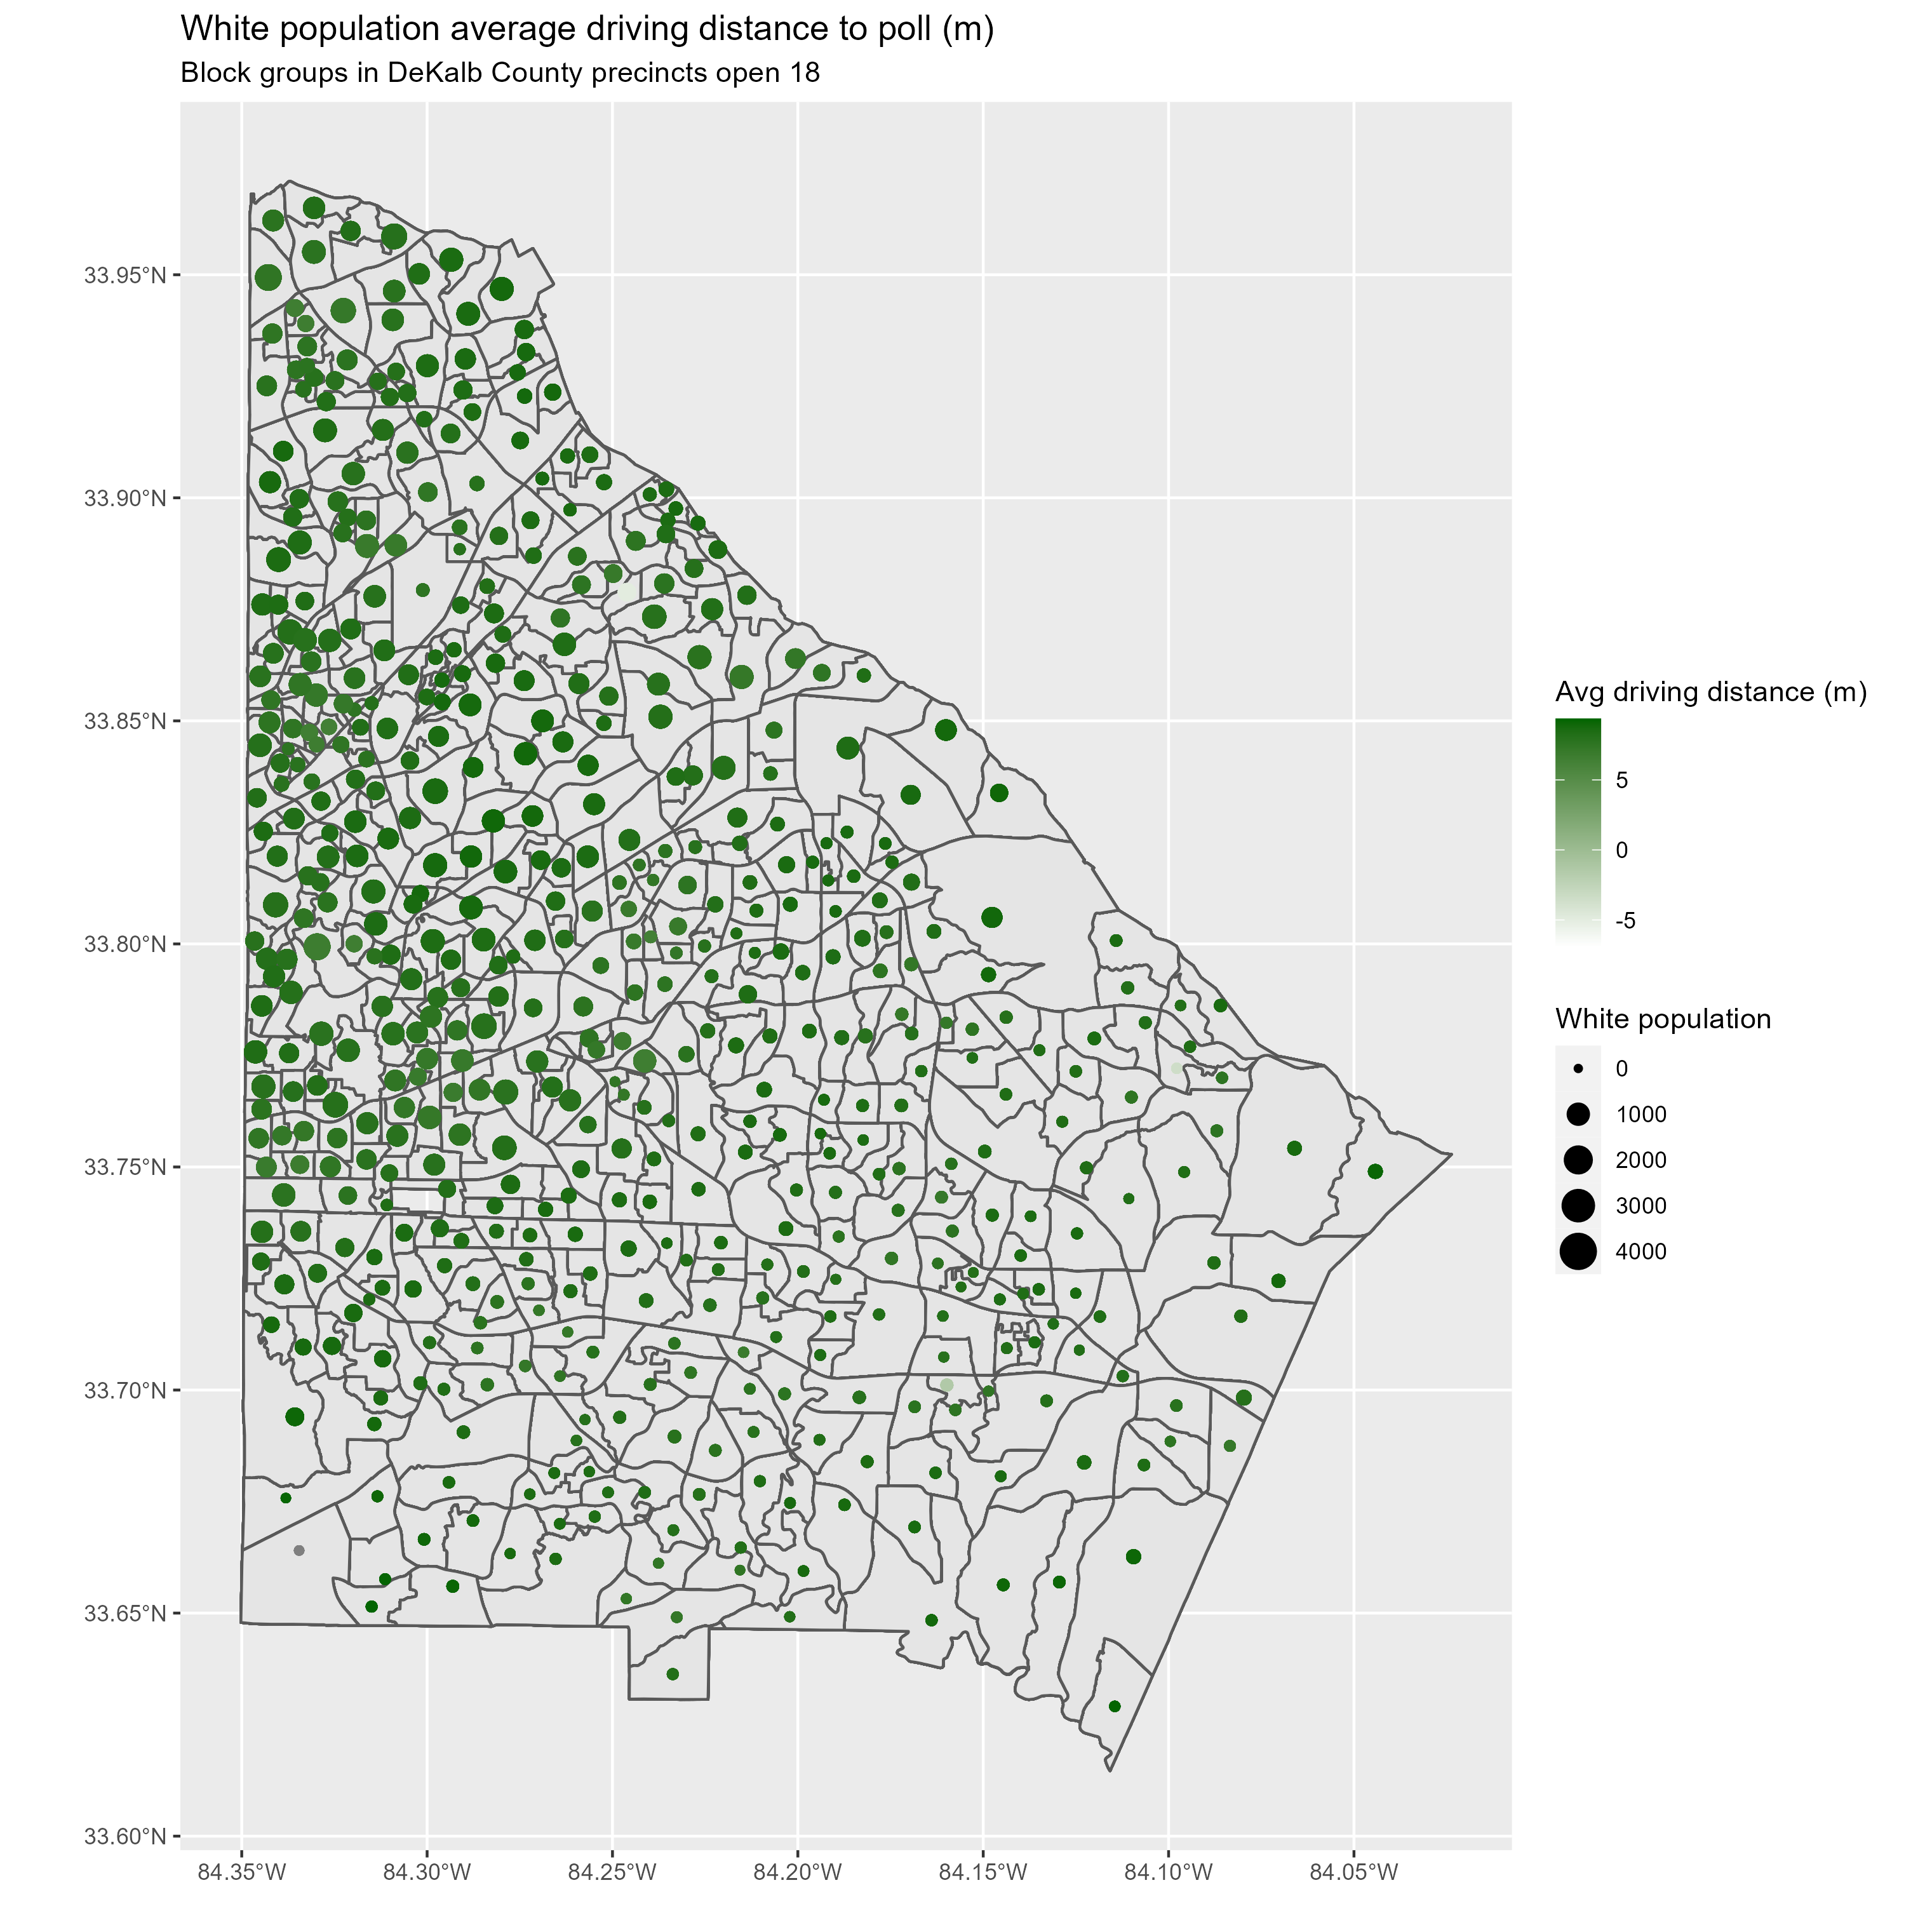 White population average driving distance to poll (m)
Block groups in DeKalb County precincts open 18
33.95°N
33.90°N
33.85°N
33.80°N
33.75°N
33.70°N
33.65°N
33.60°N
84.35°W
84.30°W
84.25°W
84.20°W
84.15°W
84.10°W
84.05°W
Avg driving distance (m)
5
0
-5
White population
0
1000
2000
3000
4000